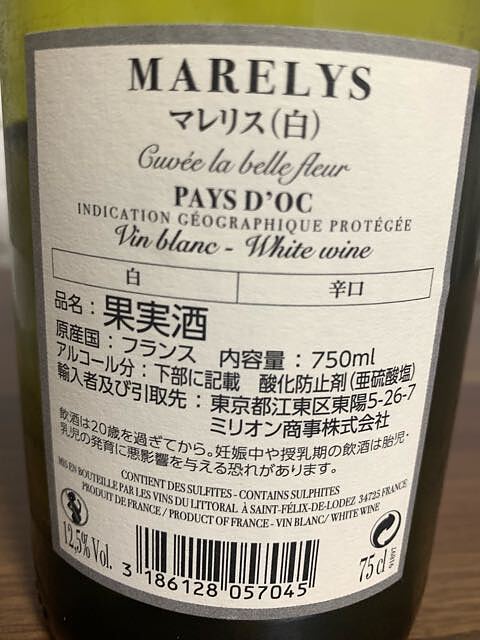 MARELYS
マレリス(白)
Cuvée la belle fleur
PAYS D'OC
INDICATION GÉOGRAPHIQUE PROTÉGÉE
Vin blanc - White wine
白 辛口
品名:果実酒
原産国:フランス 内容量:750ml
アルコール分:下部に記載 酸化防止剤(亜硫酸塩)
輸入者及び引取先:東京都江東区東陽5-26-7
ミリオン商事株式会社
飲酒は20歳を過ぎてから。妊娠中や授乳期の飲酒は胎児・
乳児の発育に悪影響を与える恐れがあります。
CONTIENT DES SULFITES - CONTAINS SULPHITES
MIS EN BOUTEILLE PAR LES VINS DU LITTORAL À SAINT-FÉLIX-DE-LODEZ 34725 FRANCE
PRODUIT DE FRANCE / PRODUCT OF FRANCE - VIN BLANC/ WHITE WINE
12,5% Vol.
3 186128 057045
75 cl